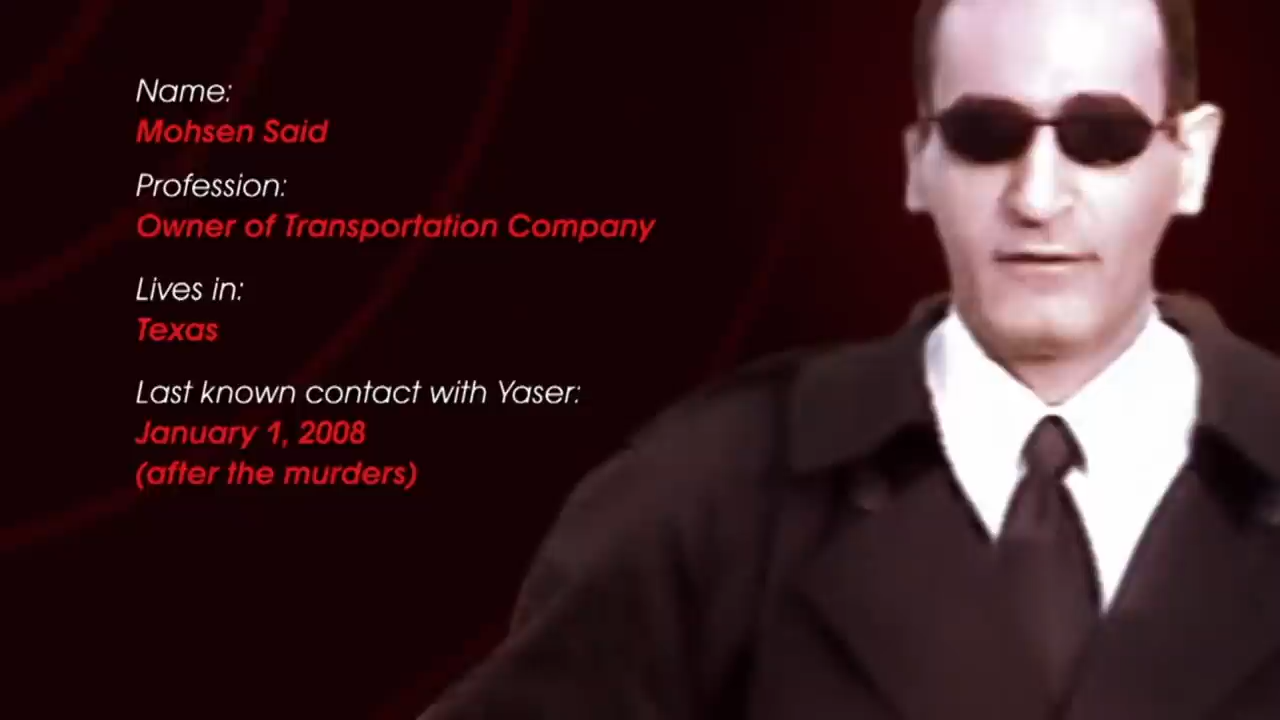 Name:
Mohsen Said
Profession:
Owner of Transportation Company
Lives in:
Texas
Last known contact with Yaser:
January 1, 2008
(after the murders)